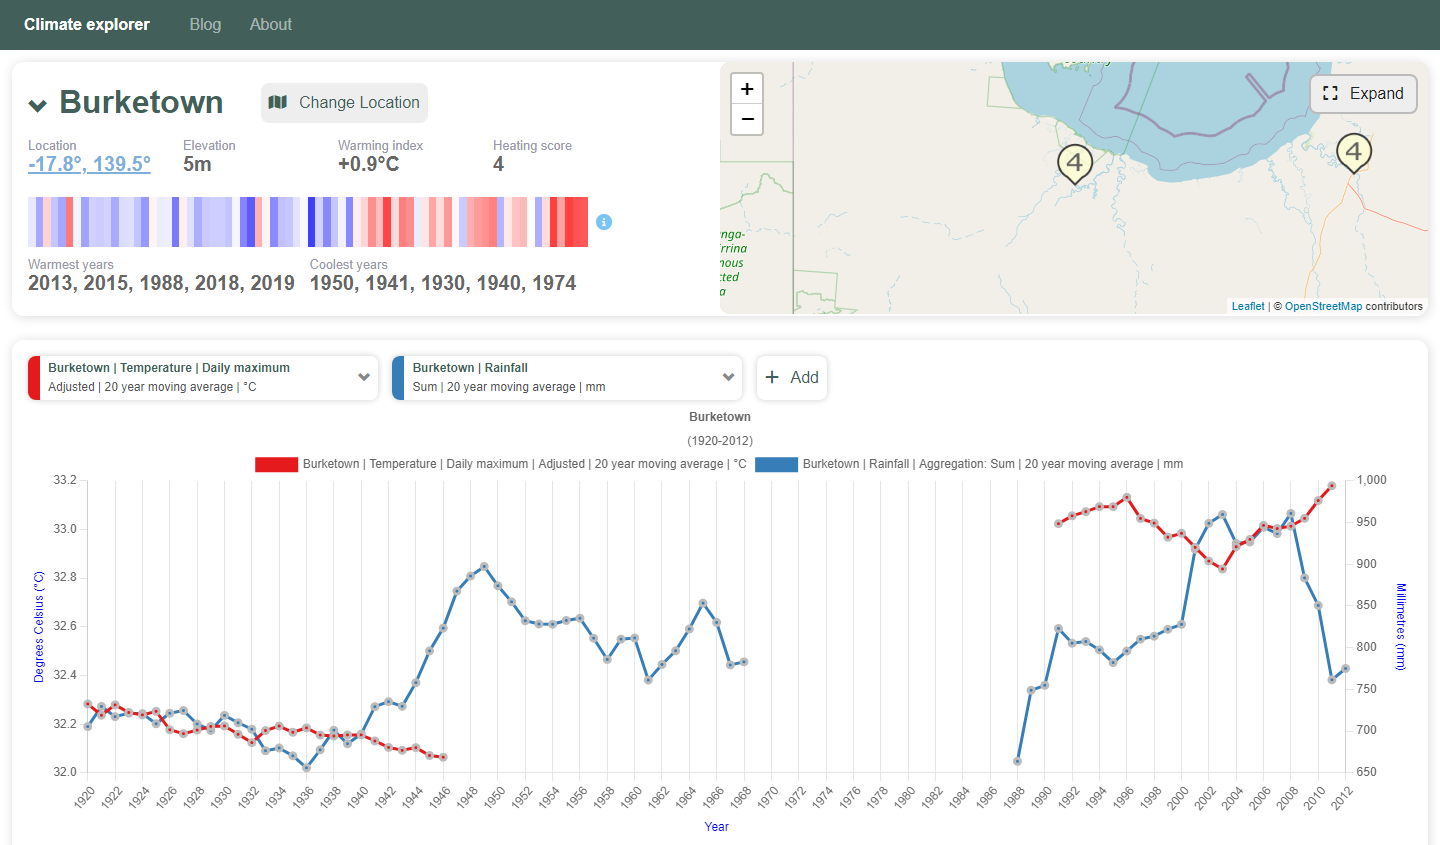 Climate explorer Blog About
Burketown
Change Location
Location Elevation Warming index Heating score
-17.8°, 139.5° 5m +0.9°C 4
i
Warmest years Coolest years
2013, 2015, 1988, 2018, 2019 1950, 1941, 1930, 1940, 1974
+
−
Expand
4
4
Leaflet | © OpenStreetMap contributors
Burketown | Temperature | Daily maximum
Adjusted | 20 year moving average | °C
Burketown | Rainfall
Sum | 20 year moving average | mm
+ Add
Burketown
(1920-2012)
Burketown | Temperature | Daily maximum | Adjusted | 20 year moving average | °C Burketown | Rainfall | Aggregation: Sum | 20 year moving average | mm
Degrees Celsius (°C)
33.2
33.0
32.8
32.6
32.4
32.2
32.0
1,000
950
900
850
800
750
700
650
Millimetres (mm)
1920 1922 1924 1926 1928 1930 1932 1934 1936 1938 1940 1942 1944 1946 1948 1950 1952 1954 1956 1958 1960 1962 1964 1966 1968 1970 1972 1974 1976 1978 1980 1982 1984 1986 1988 1990 1992 1994 1996 1998 2000 2002 2004 2006 2008 2010 2012
Year